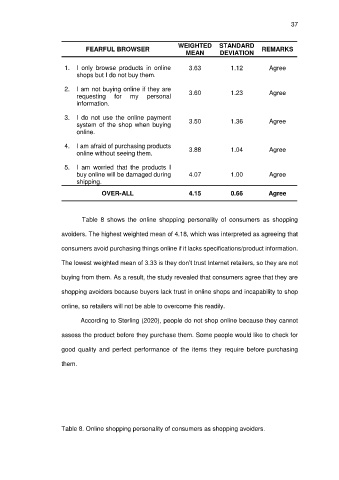 37
FEARFUL BROWSER WEIGHTED MEAN STANDARD DEVIATION REMARKS
1. I only browse products in online 3.63 1.12 Agree
shops but I do not buy them.
2. I am not buying online if they are
requesting for my personal 3.60 1.23 Agree
information.
3. I do not use the online payment
system of the shop when buying 3.50 1.36 Agree
online.
4. I am afraid of purchasing products 3.88 1.04 Agree
online without seeing them.
5. I am worried that the products I
buy online will be damaged during 4.07 1.00 Agree
shipping.
OVER-ALL 4.15 0.66 Agree
Table 8 shows the online shopping personality of consumers as shopping
avoiders. The highest weighted mean of 4.18, which was interpreted as agreeing that
consumers avoid purchasing things online if it lacks specifications/product information.
The lowest weighted mean of 3.33 is they don't trust Internet retailers, so they are not
buying from them. As a result, the study revealed that consumers agree that they are
shopping avoiders because buyers lack trust in online shops and incapability to shop
online, so retailers will not be able to overcome this readily.
According to Sterling (2020), people do not shop online because they cannot
assess the product before they purchase them. Some people would like to check for
good quality and perfect performance of the items they require before purchasing
them.
Table 8. Online shopping personality of consumers as shopping avoiders.